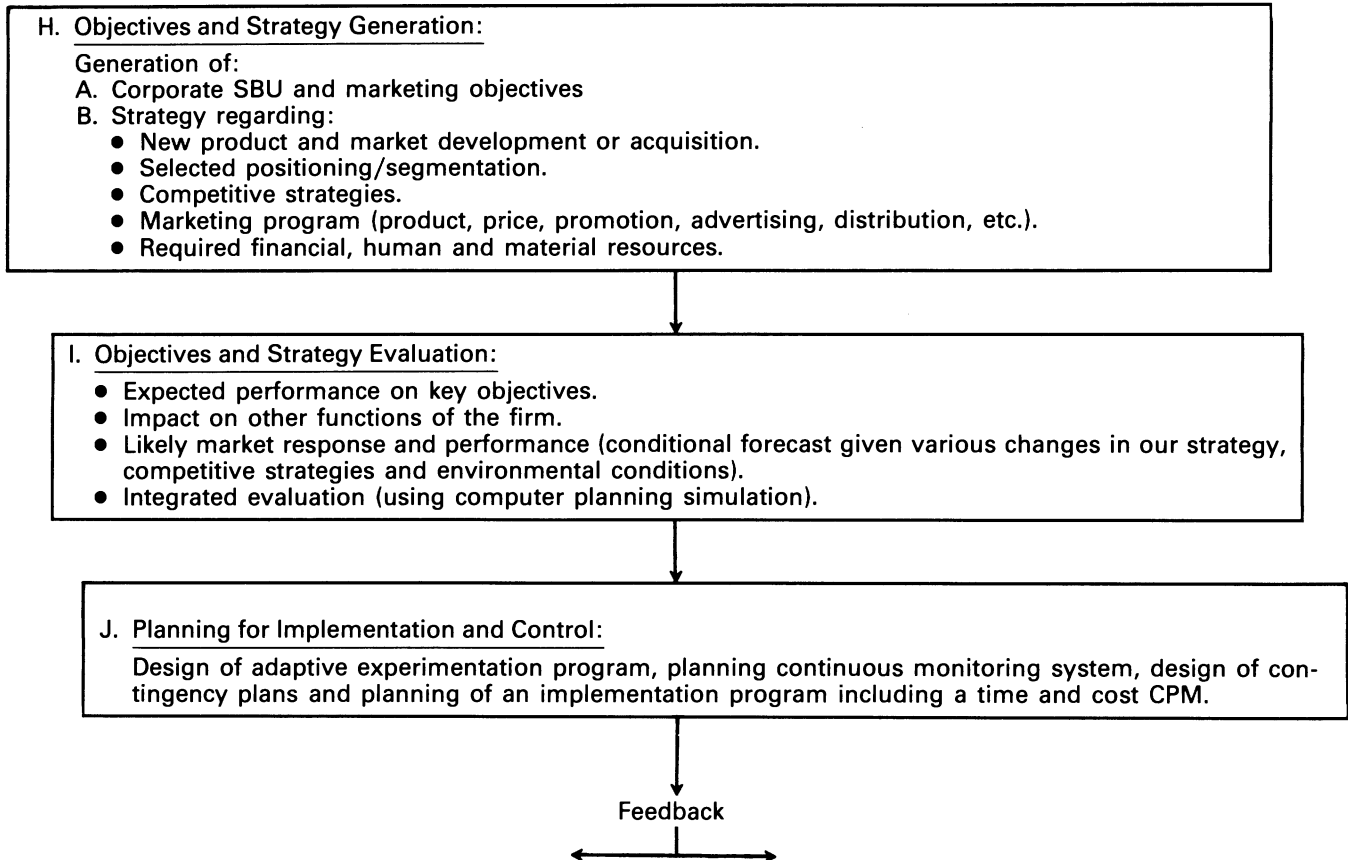 H. Objectives and Strategy Generation:
Generation of:
A. Corporate SBU and marketing objectives
B. Strategy regarding:
● New product and market development or acquisition.
● Selected positioning/segmentation.
● Competitive strategies.
● Marketing program (product, price, promotion, advertising, distribution, etc.).
● Required financial, human and material resources.
I. Objectives and Strategy Evaluation:
● Expected performance on key objectives.
● Impact on other functions of the firm.
● Likely market response and performance (conditional forecast given various changes in our strategy,
competitive strategies and environmental conditions).
● Integrated evaluation (using computer planning simulation).
J. Planning for Implementation and Control:
Design of adaptive experimentation program, planning continuous monitoring system, design of con-
tingency plans and planning of an implementation program including a time and cost CPM.
Feedback